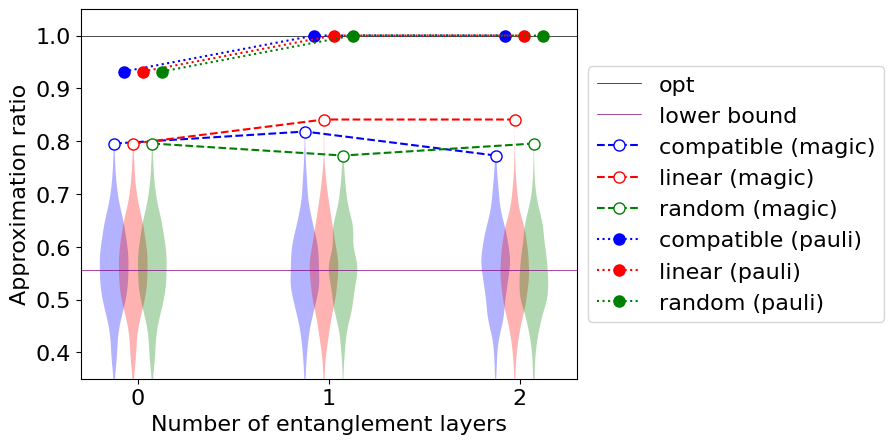 1.0
0.9
0.8
0.7
0.6
0.5
0.4
Approximation ratio
0 1 2
Number of entanglement layers
opt
lower bound
compatible (magic)
linear (magic)
random (magic)
compatible (pauli)
linear (pauli)
random (pauli)